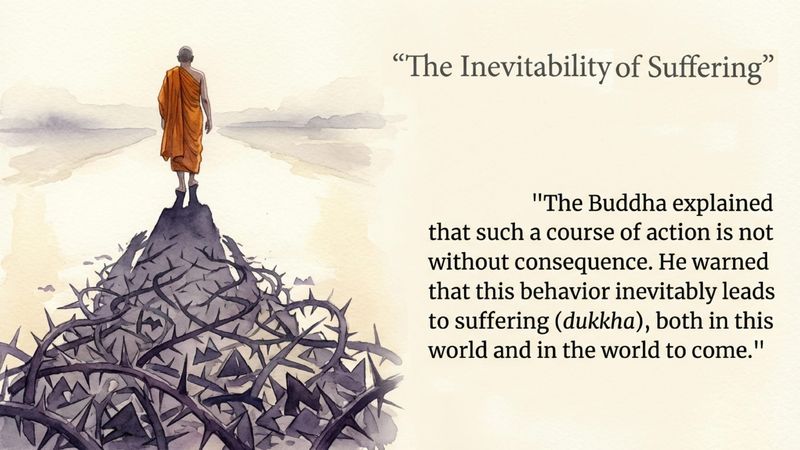 “The Inevitability of Suffering”
"The Buddha explained
that such a course of action is not
without consequence. He warned
that this behavior inevitably leads
to suffering (dukkha), both in this
world and in the world to come."